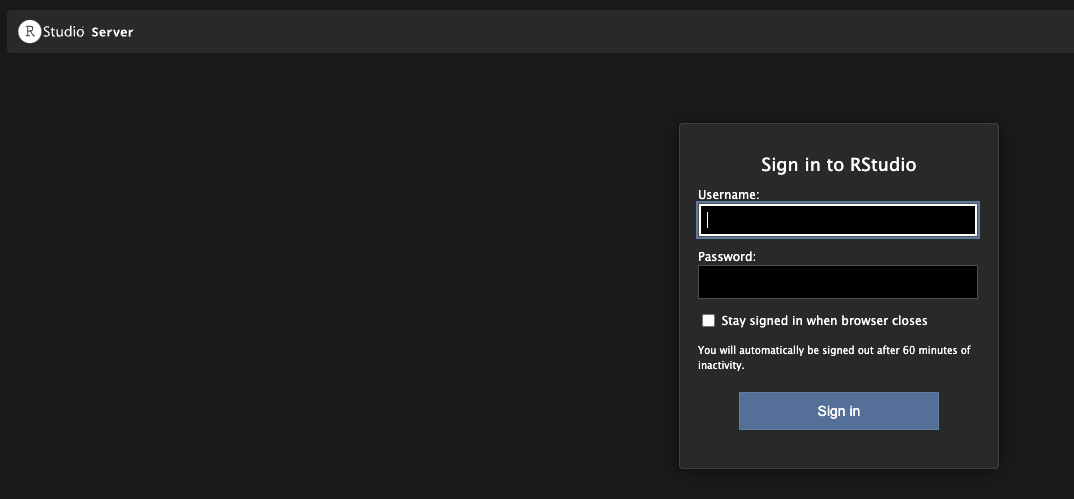 R Studio Server
Sign in to RStudio
Username:
Password:
Stay signed in when browser closes
You will automatically be signed out after 60 minutes of
inactivity.
Sign in